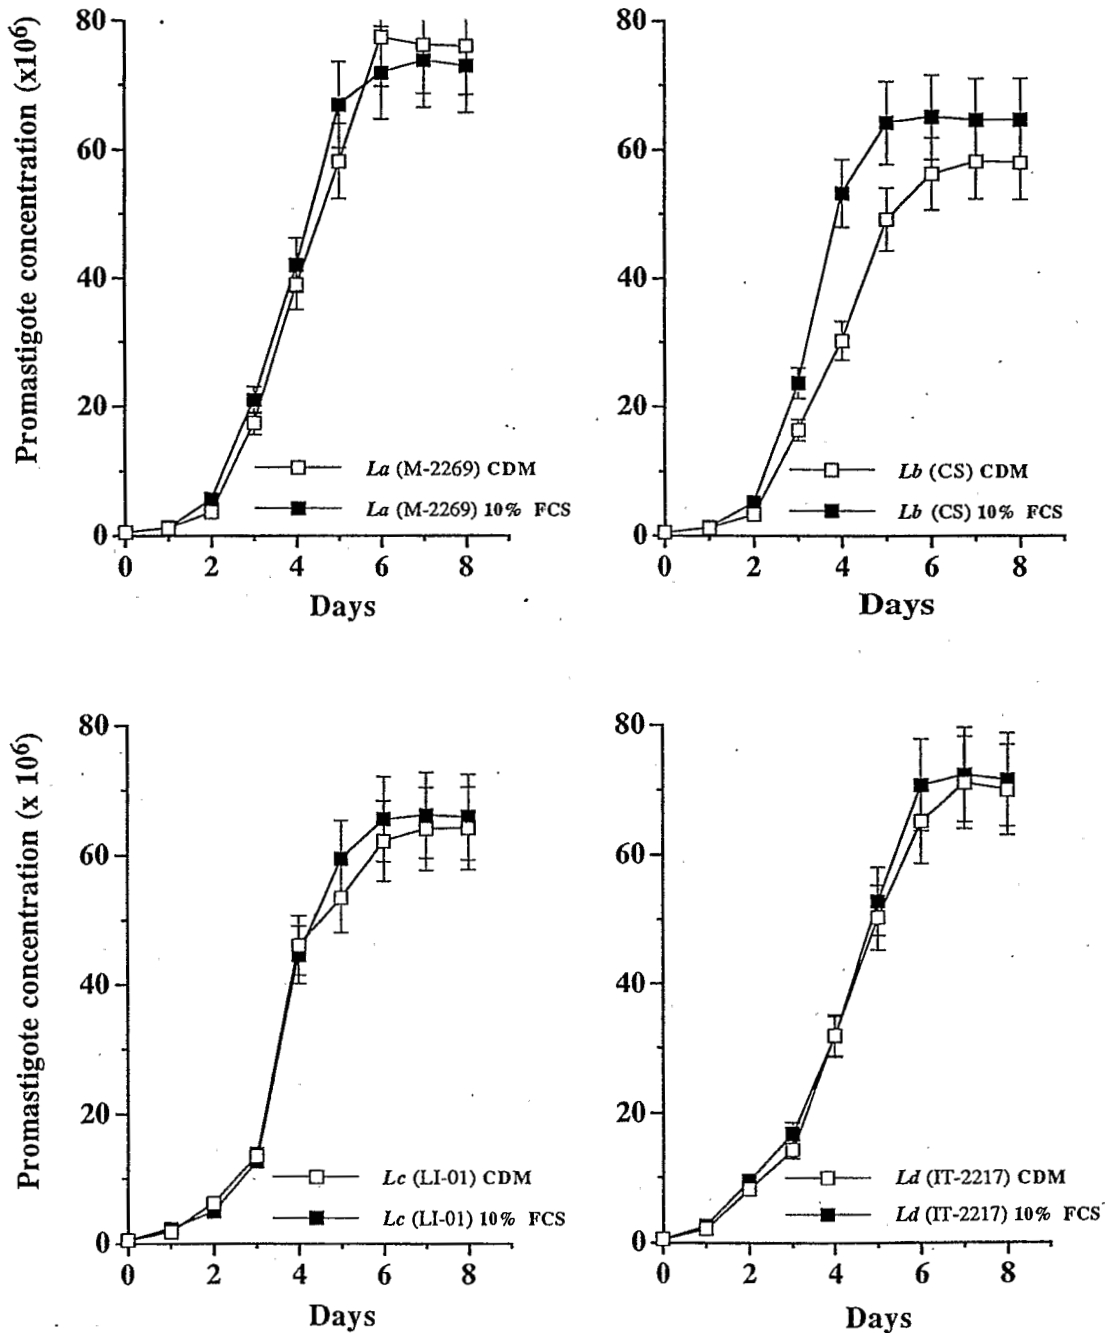 Promastigote concentration (x10⁶)
80
60
40
20
0
0 2 4 6 8
Days
La (M-2269) CDM
La (M-2269) 10% FCS
80
60
40
20
0
0 2 4 6 8
Days
Lb (CS) CDM
Lb (CS) 10% FCS
Promastigote concentration (x 10⁶)
80
60
40
20
0
0 2 4 6 8
Days
Lc (LI-01) CDM
Lc (LI-01) 10% FCS
80
60
40
20
0
0 2 4 6 8
Days
Ld (IT-2217) CDM
Ld (IT-2217) 10% FCS